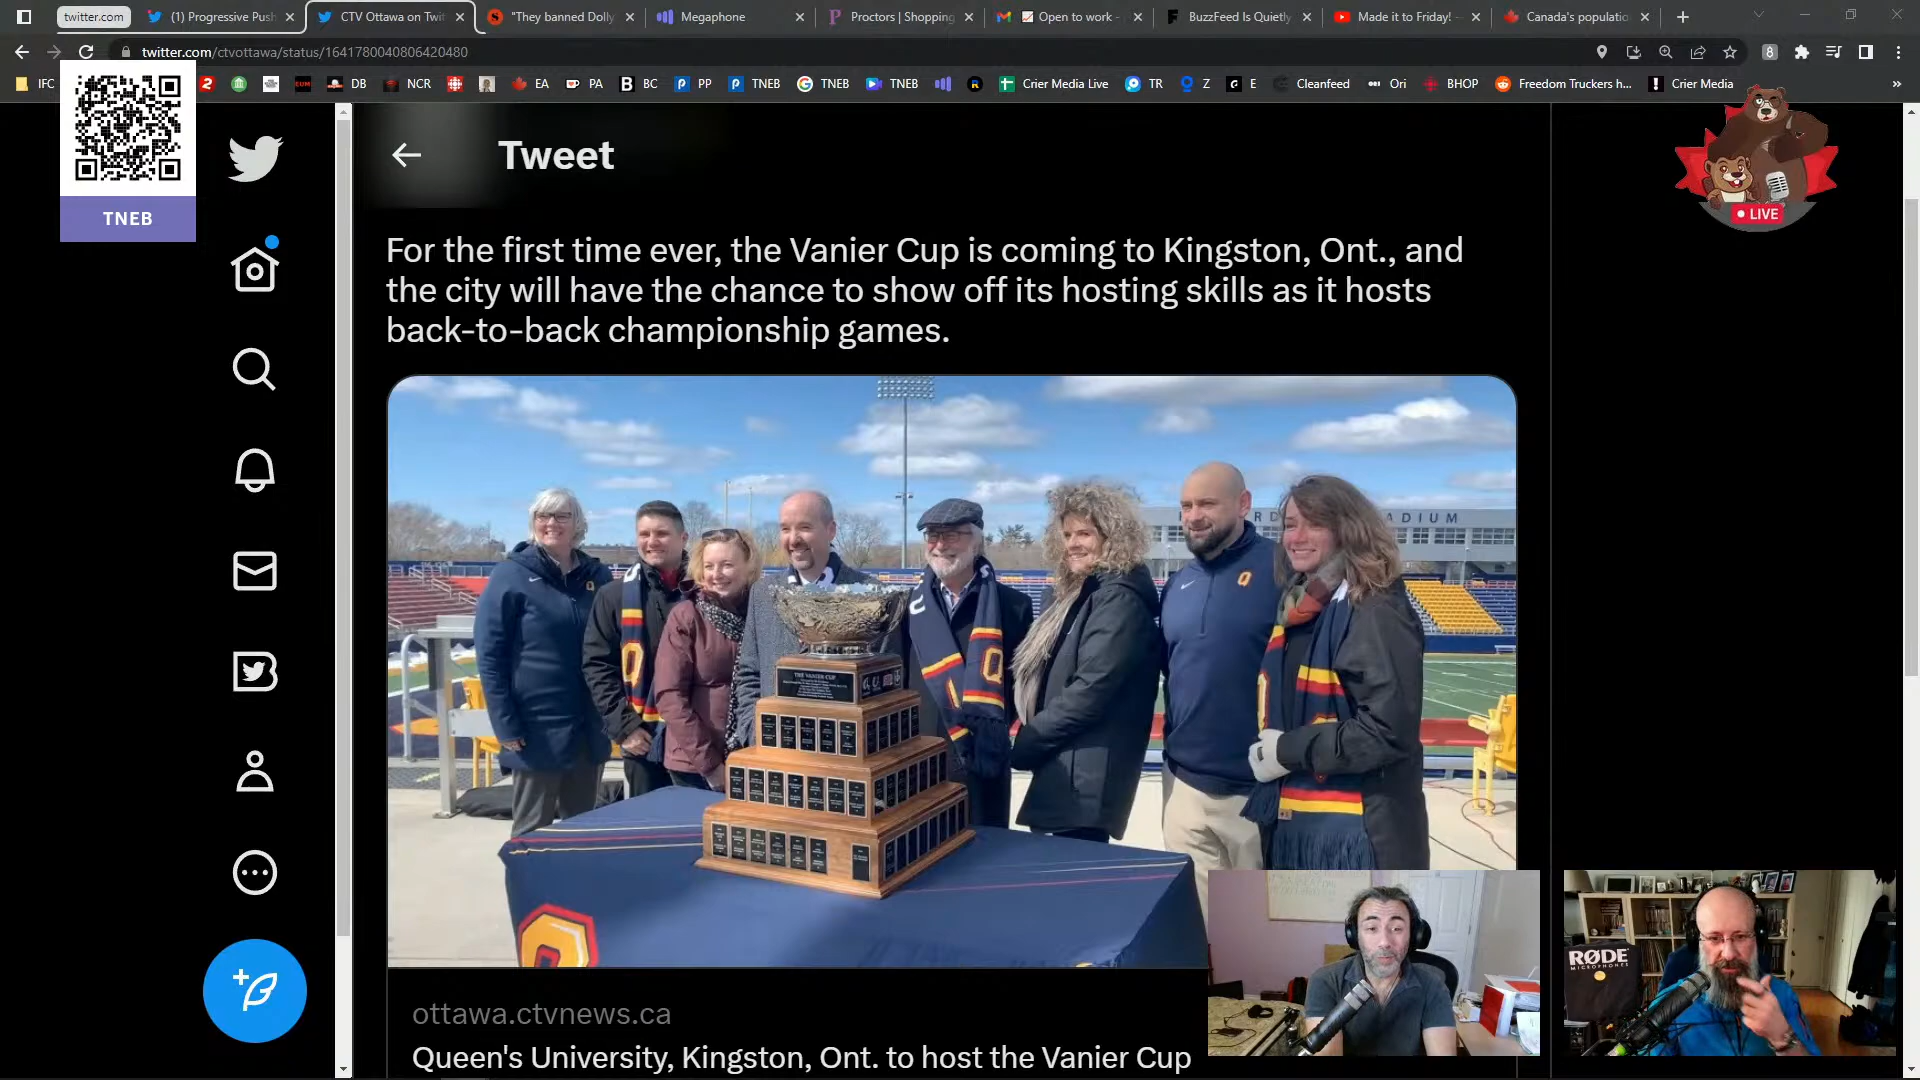 twitter.com
(1) Progressive Push
CTV Ottawa on Twit
"They banned Dolly
Megaphone
Proctors | Shopping
Open to work -
BuzzFeed Is Quietly
Made it to Friday! -
Canada's populatio
twitter.com/ctvottawa/status/1641780040806420480
IFC
DB
NCR
EA
PA
BC
PP
TNEB
TNEB
TNEB
Crier Media Live
TR
Z
E
Cleanfeed
Ori
BHOP
Freedom Truckers h...
Crier Media
TNEB
LIVE
Tweet
For the first time ever, the Vanier Cup is coming to Kingston, Ont., and
the city will have the chance to show off its hosting skills as it hosts
back-to-back championship games.
THE VANIER CUP
Q
Q
Q
Q
RØDE
MICROPHONES
ottawa.ctvnews.ca
Queen's University, Kingston, Ont. to host the Vanier Cup